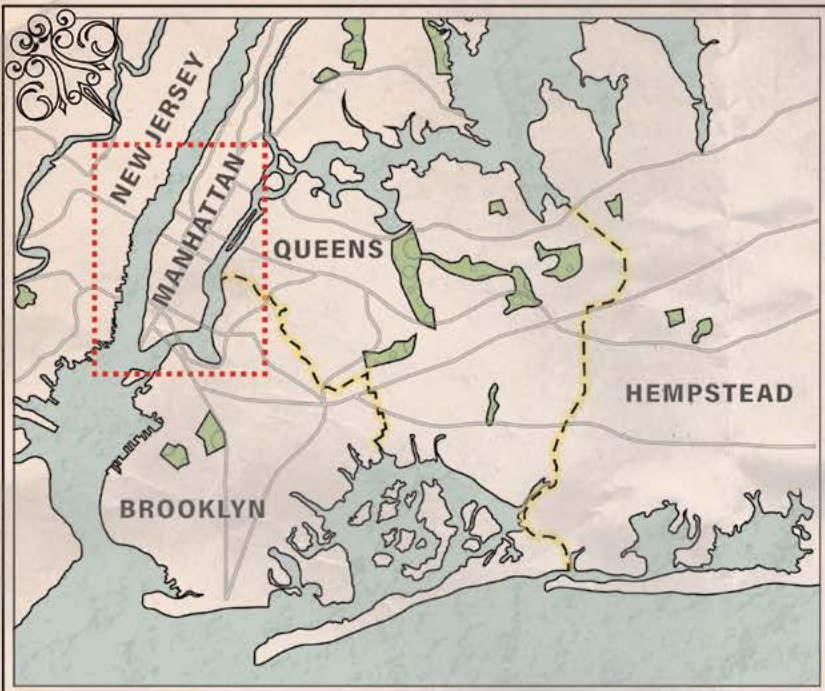 NEW JERSEY
MANHATTAN
QUEENS
HEMPSTEAD
BROOKLYN